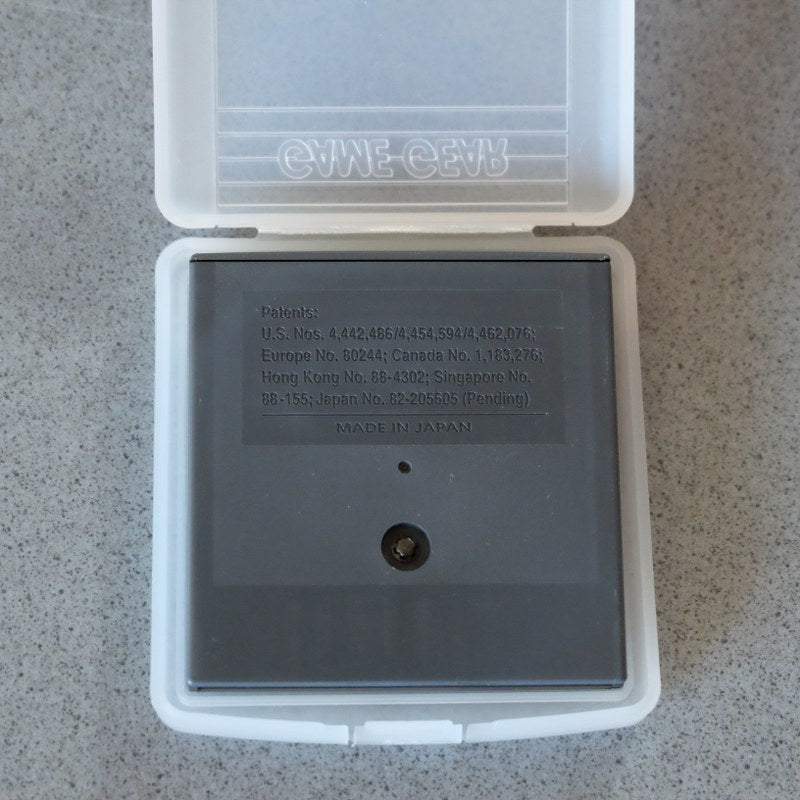 GAME GEAR
Patents:
U.S. Nos. 4,442,486/4,454,594/4,462,076;
Europe No. 80244; Canada No. 1,183,276;
Hong Kong No. 88-4302; Singapore No.
88-155; Japan No. 82-205605 (Pending)
MADE IN JAPAN